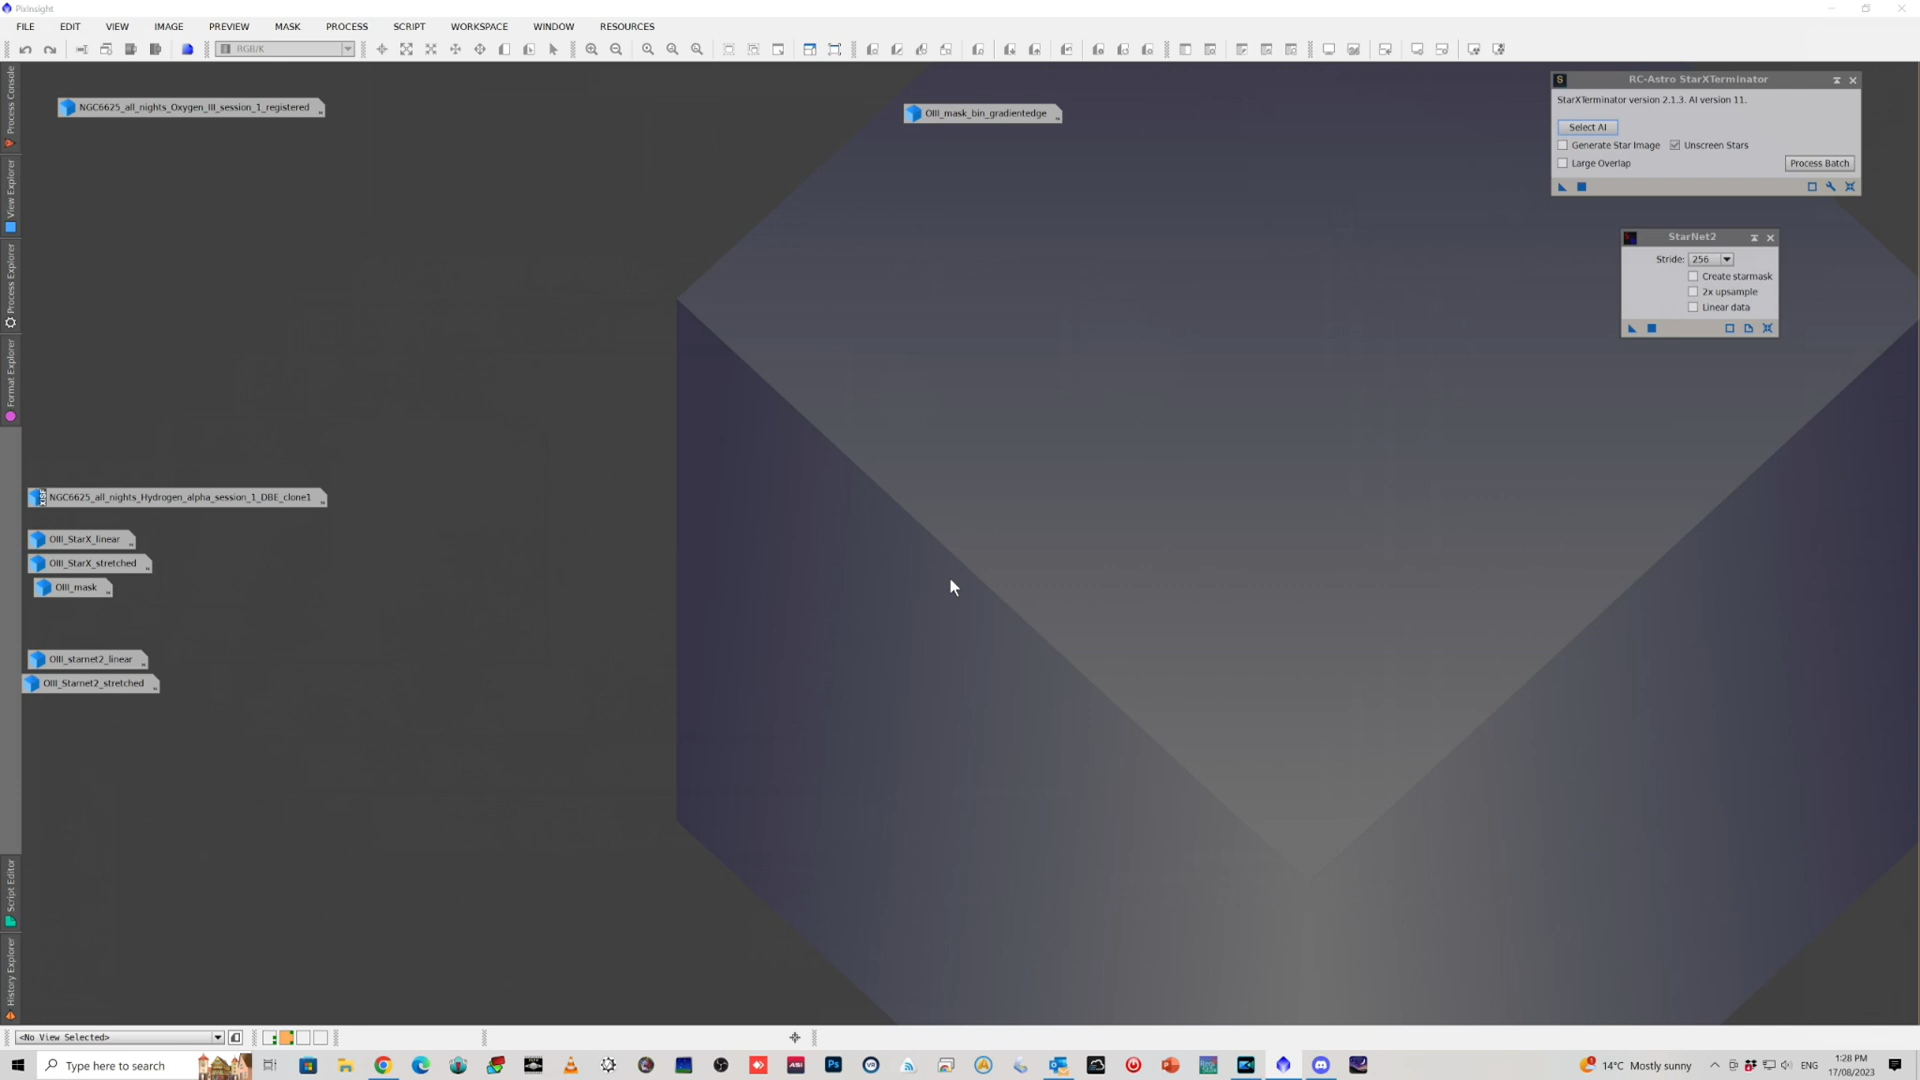 PixInsight
FILE EDIT VIEW IMAGE PREVIEW MASK PROCESS SCRIPT WORKSPACE WINDOW RESOURCES
RGB/K
Process Console
View Explorer
Process Explorer
Format Explorer
Script Editor
History Explorer
NGC6625_all_nights_Oxygen_III_session_1_registered
OIII_mask_bin_gradientedge
RC-Astro StarXTerminator
StarXTerminator version 2.1.3. AI version 11.
Select AI
Generate Star Image Unscreen Stars
Large Overlap Process Batch
StarNet2
Stride: 256
Create starmask
2x upsample
Linear data
NGC6625_all_nights_Hydrogen_alpha_session_1_DBE_clone1
OIII_StarX_linear
OIII_StarX_stretched
OIII_mask
OIII_starnet2_linear
OIII_Starnet2_stretched
<No View Selected>
Type here to search
14°C Mostly sunny
ENG
1:28 PM
17/08/2023